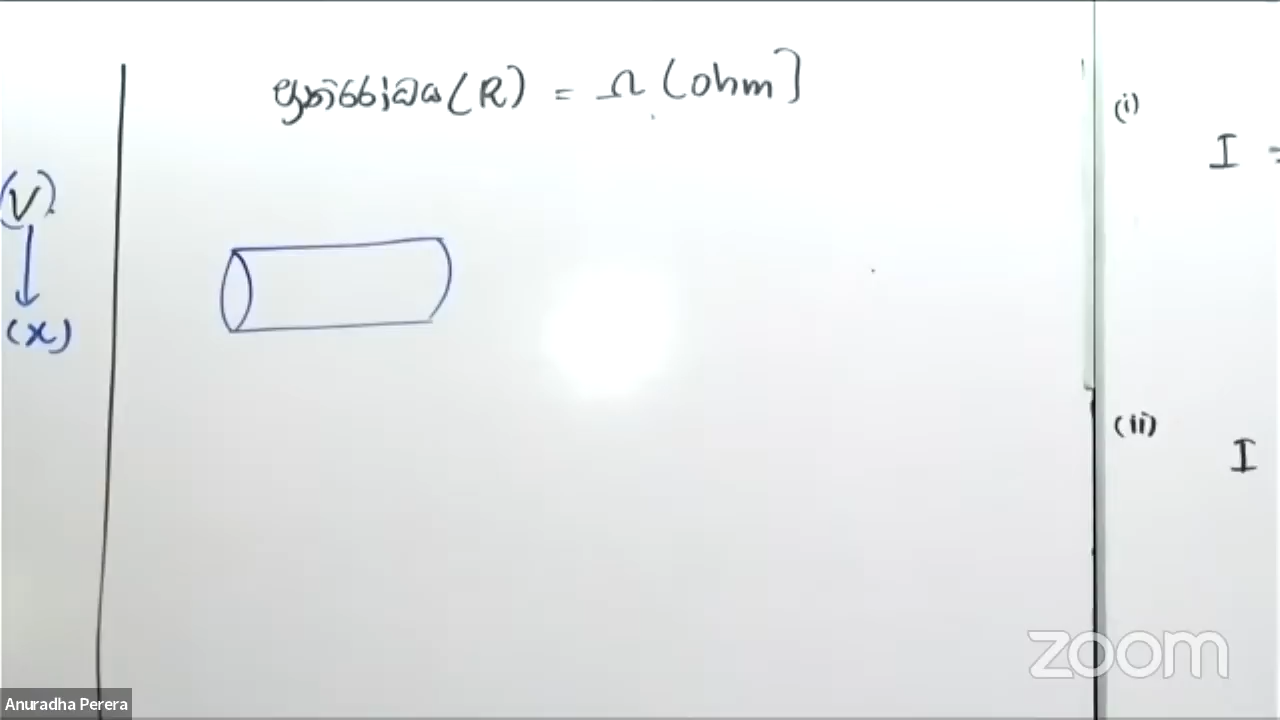 ප්‍රතිරෝධය (R) = Ω (ohm)
(V)
(x)
(i)
I =
(ii)
I
zoom
Anuradha Perera